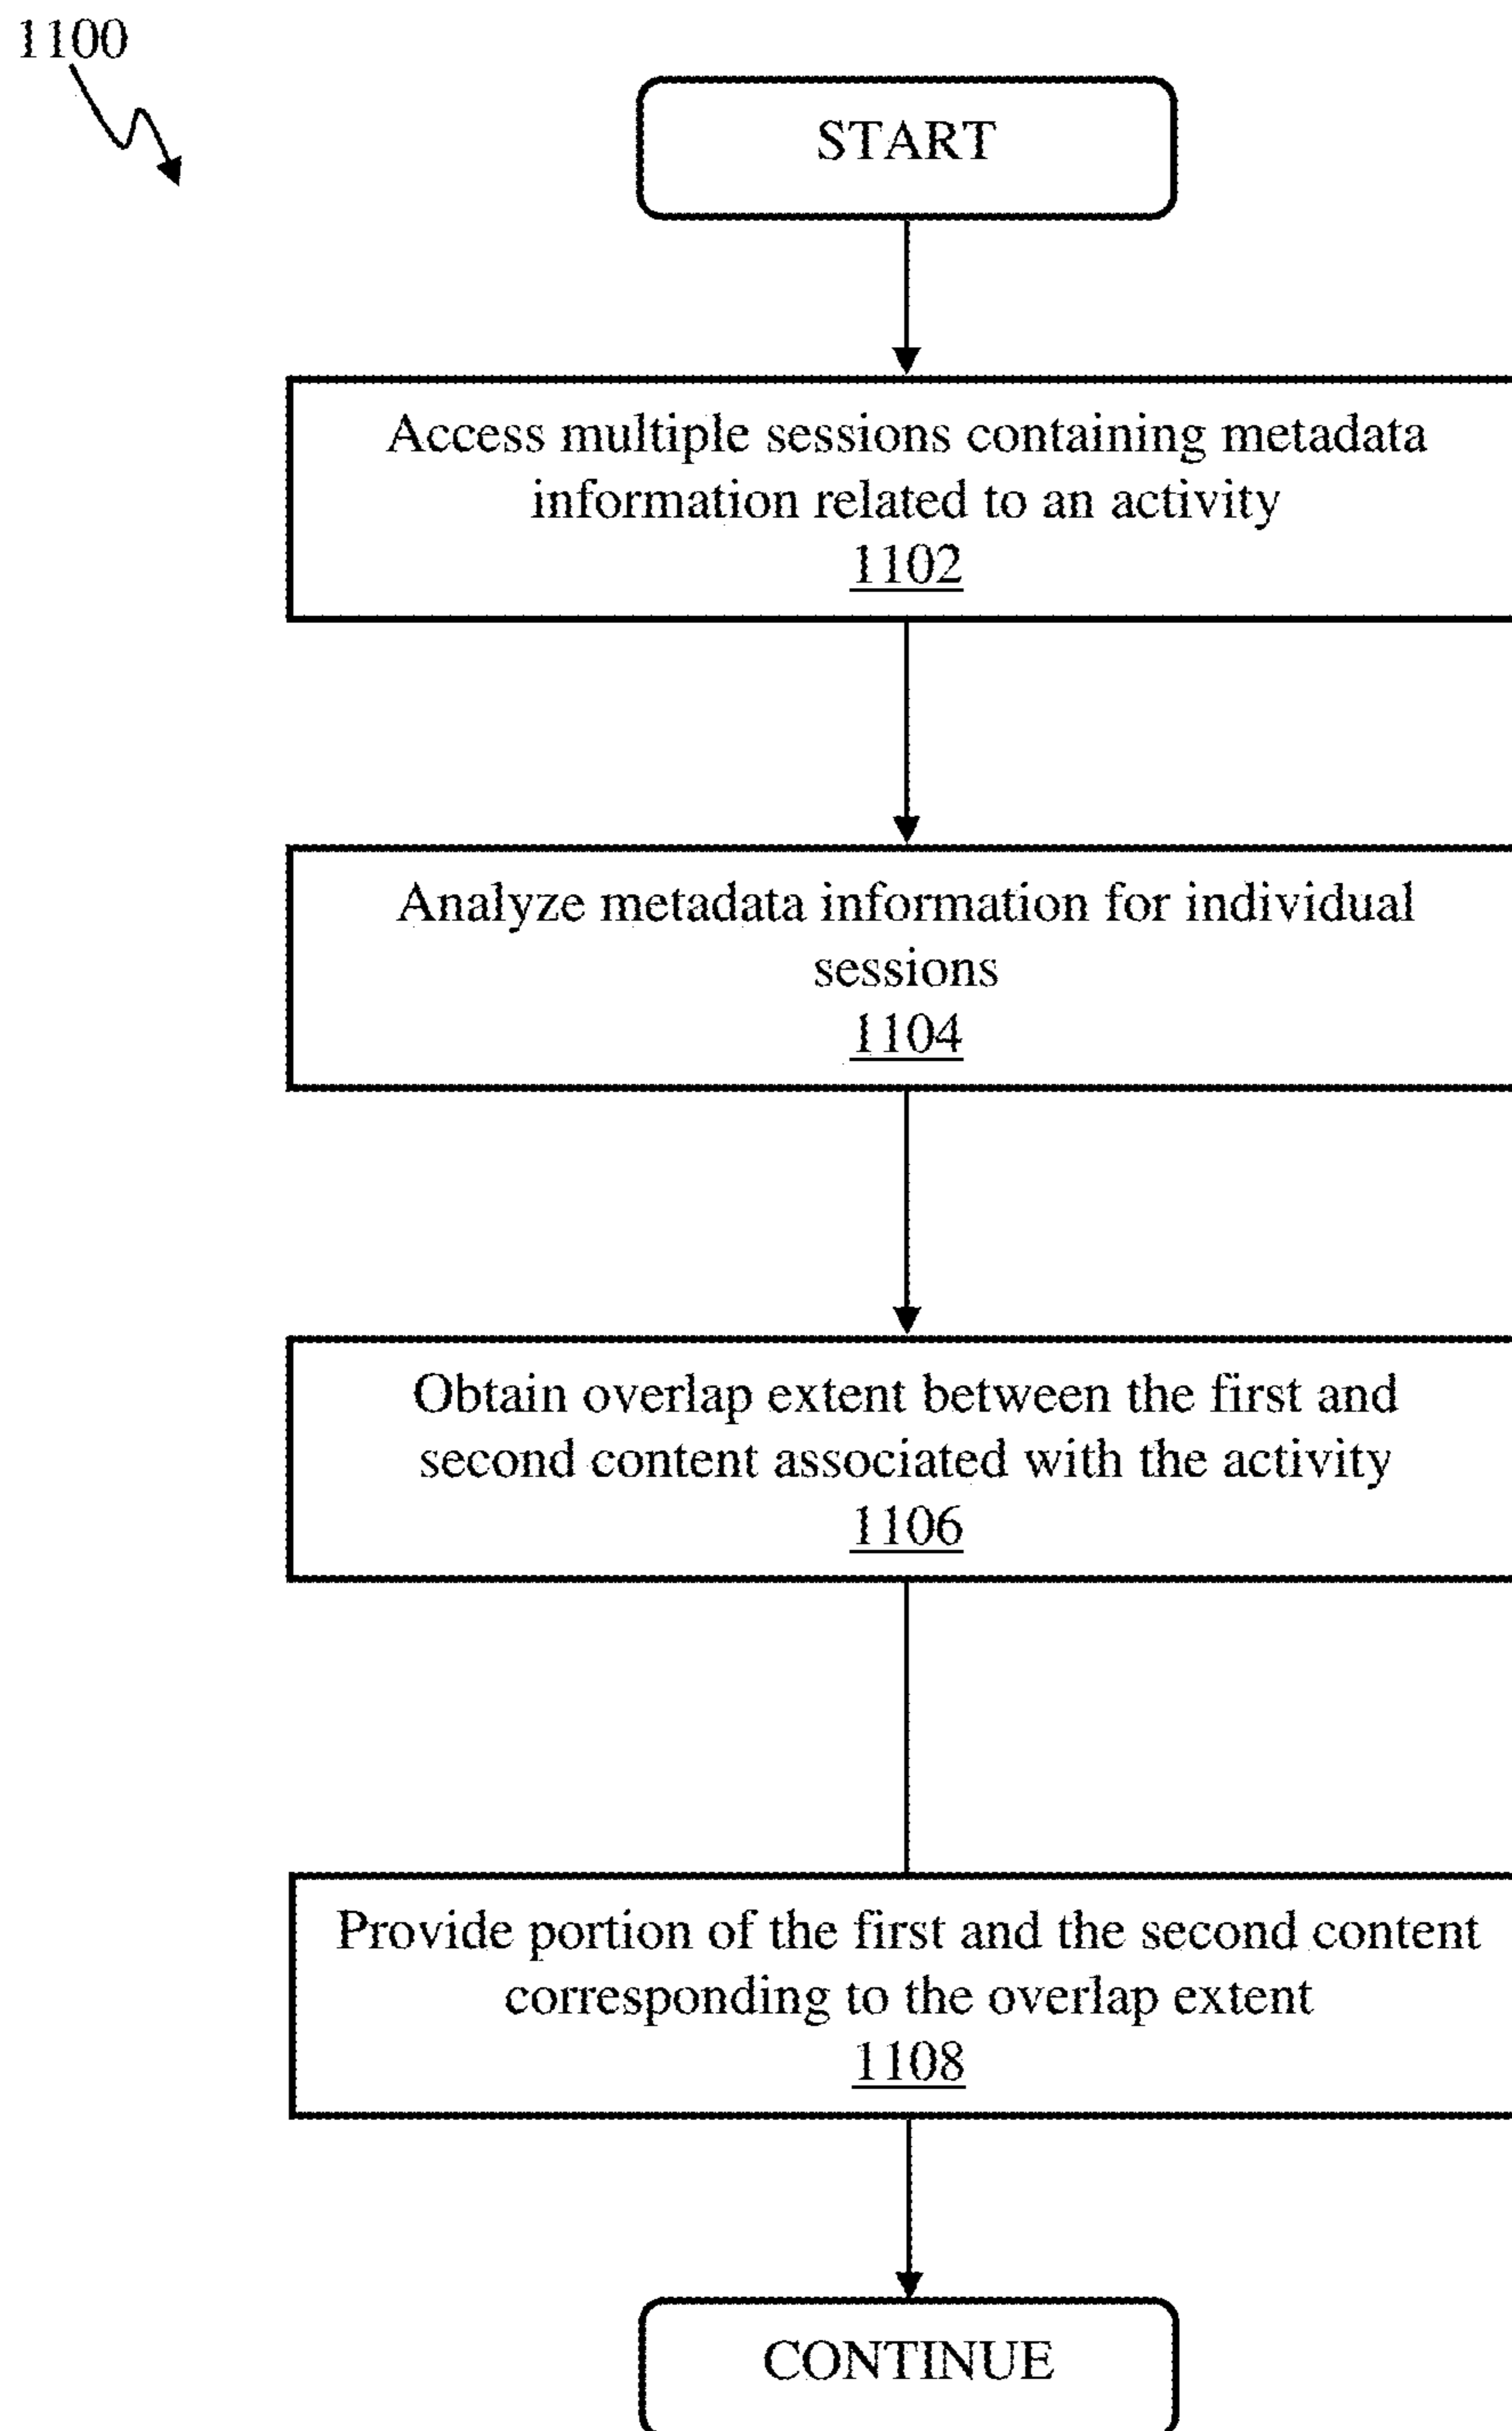 1100
START
Access multiple sessions containing metadata
information related to an activity
1102
Analyze metadata information for individual
sessions
1104
Obtain overlap extent between the first and
second content associated with the activity
1106
Provide portion of the first and the second content
corresponding to the overlap extent
1108
CONTINUE